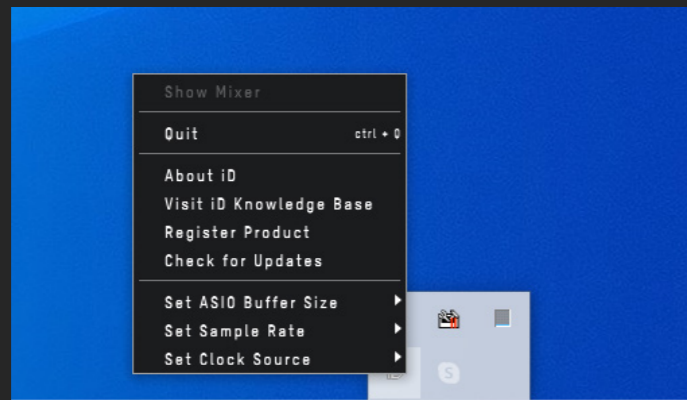 Show Mixer
Quit ctrl + Q
About iD
Visit iD Knowledge Base
Register Product
Check for Updates
Set ASIO Buffer Size
Set Sample Rate
Set Clock Source